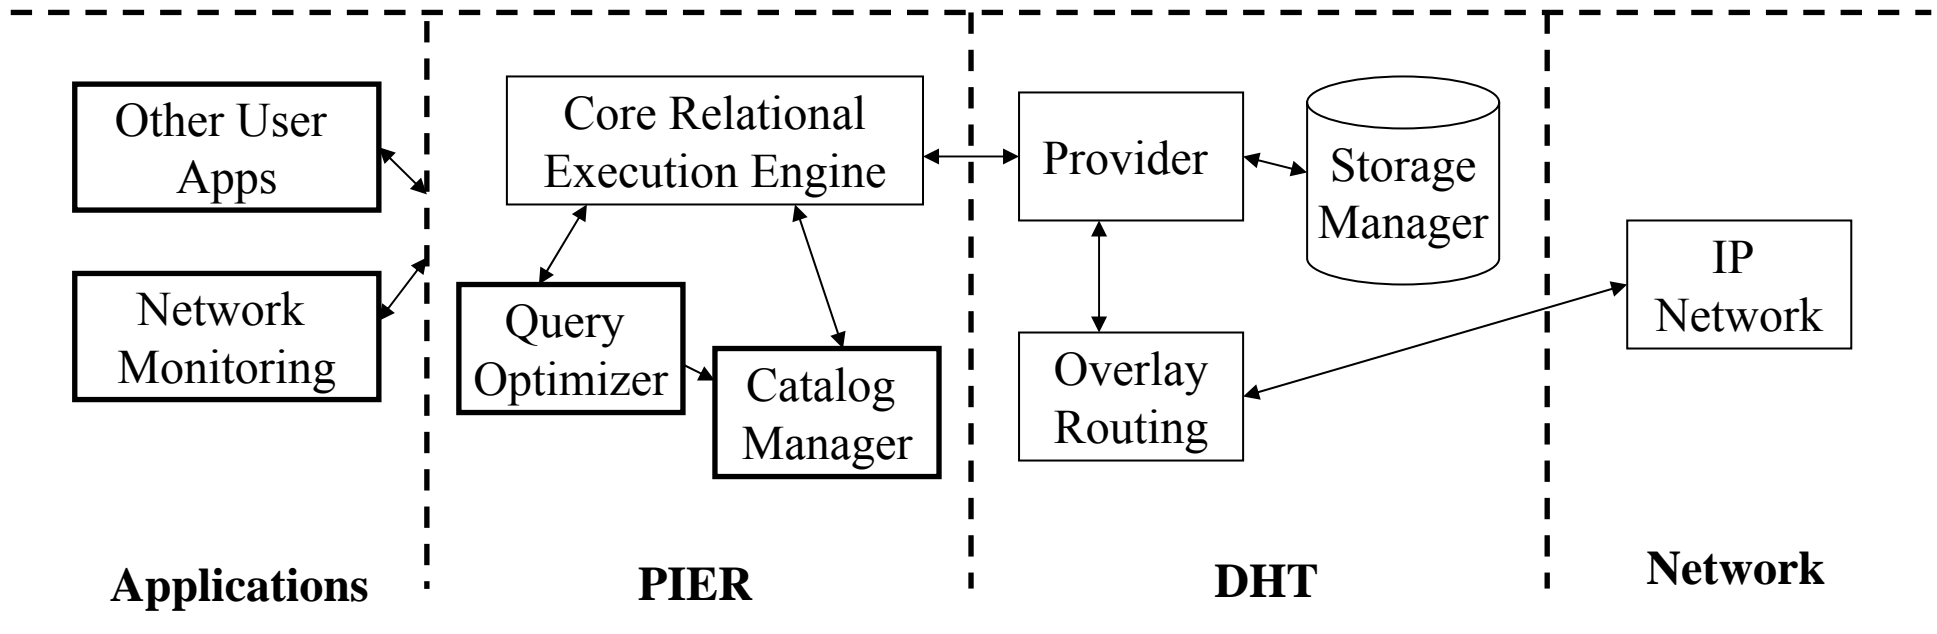 Other User
Apps
Network
Monitoring
Applications
Core Relational
Execution Engine
Query
Optimizer
Catalog
Manager
PIER
Provider
Storage
Manager
Overlay
Routing
DHT
IP
Network
Network